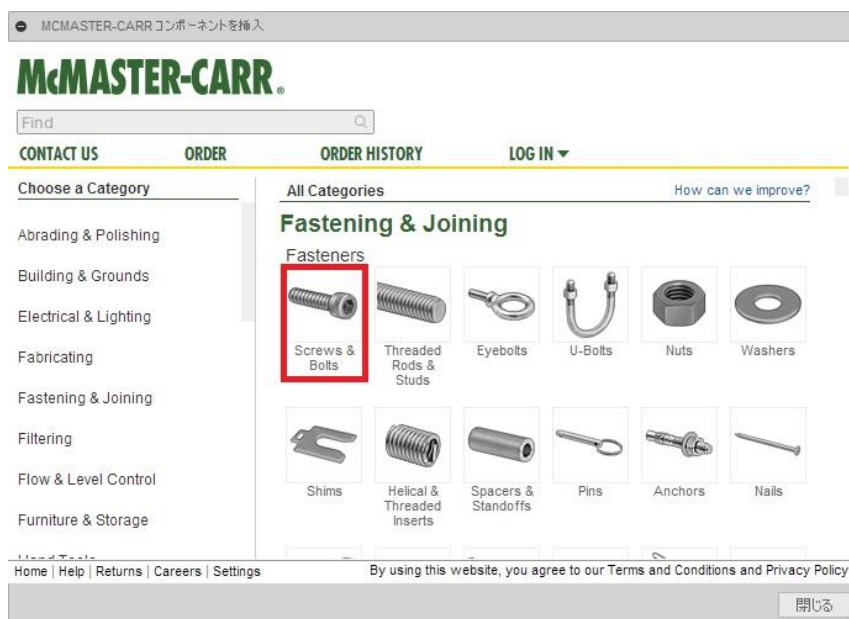 MCMASTER-CARR コンポーネントを挿入
McMASTER-CARR®
Find
CONTACT US ORDER ORDER HISTORY LOG IN
Choose a Category
Abrading & Polishing
Building & Grounds
Electrical & Lighting
Fabricating
Fastening & Joining
Filtering
Flow & Level Control
Furniture & Storage
Hand Tools
All Categories How can we improve?
Fastening & Joining
Fasteners
Screws &
Bolts
Threaded
Rods &
Studs
Eyebolts
U-Bolts
Nuts
Washers
Shims
Helical &
Threaded
Inserts
Spacers &
Standoffs
Pins
Anchors
Nails
Home | Help | Returns | Careers | Settings By using this website, you agree to our Terms and Conditions and Privacy Policy
閉じる